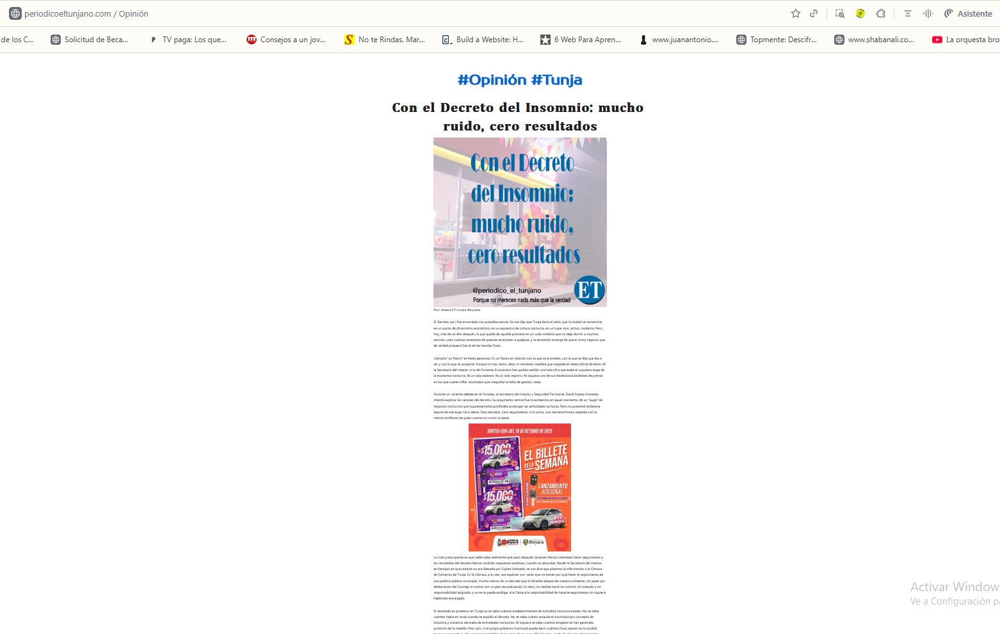 periodicoeltunjano.com / Opinión
Asistente
de los C...
Solicitud de Beca...
P TV paga: Los que...
Consejos a un jov...
No te Rindas. Mar...
Build a Website: H...
6 Web Para Apren...
www.juanantonio....
Topmente: Descifr...
www.shabanali.co...
La orquesta bro
#Opinión #Tunja
Con el Decreto del Insomnio: mucho
ruido, cero resultados
Con el Decreto
del Insomnio:
mucho ruido,
cero resultados
ET
@periodico_el_tunjano
Porque no mereces nada más que la verdad
Por: Daniel Triviño Bayona
El Decreto 24/7 fue anunciado con grandilocuencia. Se nos dijo que Tunja daría el salto, que la ciudad se convertiría
en un punto de dinamismo económico, en un epicentro de cultura nocturna, en un lugar vivo, activo, moderno. Pero
hoy, más de un año después, lo que queda de aquella promesa es un ruido molesto que no deja dormir a muchos
vecinos, unas cuantas amenazas de quienes se atreven a quejarse, y la sensación amarga de que el único negocio que
de verdad prosperó fue el de las tiendas Oxxo.
Llamarlo "un fiasco" es hasta generoso. Es un fiasco en relación con lo que se prometió, con lo que se dijo que iba a
ser y con lo que se proyectó. Porque no hay rastro, dato, ni resultado medible que respalde el relato oficial de éxito. Ni
la Secretaría del Interior ni la de Fomento Económico han podido exhibir una sola cifra que avale el supuesto auge de
la economía nocturna. Ni un solo balance. Ni un solo registro. Ni siquiera uno de sus fantasiosos boletines de prensa
en los que suelen inflar resultados que maquillan la falta de gestión, nada.
Durante un reciente debate en el Concejo, el secretario del Interior y Seguridad Territorial, David Suárez Acevedo,
intentó explicar las razones del decreto. Su argumento central fue la existencia, en aquel momento, de un "auge" de
negocios nocturnos que supuestamente justificaba prolongar las actividades 24 horas. Pero no presentó evidencia
alguna de ese auge. Cero datos. Cero estudios. Cero seguimiento. A lo sumo, una narrativa hueca repetida con la
misma confianza de quien cuenta un rumor al pasar.
SORTEO 4594 DEL 18 DE OCTUBRE DE 2025
$15.000
$15.000
EL BILLETE
DE LA SEMANA
LANZAMIENTO
ADICIONAL
BYD
SEAGULL
Lotería de Boyacá
Boyacá
Lo más preocupante es que nadie sabe realmente qué pasó después. Quienes hemos intentado hacer seguimiento a
los resultados del decreto hemos recibido respuestas evasivas, cuando no absurdas. Desde la Secretaría del Interior,
en tiempos en que todavía no era liderada por Suárez Acevedo, se nos dice que pidamos la información a la Cámara
de Comercio de Tunja. En la Cámara, a su vez, nos explican con razón que no tienen por qué hacer el seguimiento de
una política pública municipal, mucho menos de un decreto que la Alcaldía adoptó de manera unilateral, sin pasar por
deliberación del Concejo ni contar con un plan de evaluación. Es decir, la medida nació sin control, sin método y sin
responsabilidad asignada, y no se le puede endilgar a la Cámara la responsabilidad de hacerle seguimiento sin siquiera
habérselo encargado.
El resultado es grotesco: en Tunja no se sabe cuántos establecimientos de actividad nocturna existen. No se sabe
cuántos había en 2024 cuando se expidió el decreto. No se sabe cuánto recauda el municipio por concepto de
industria y comercio derivado de actividades nocturnas. Ni siquiera se sabe cuántos empleos se han generado
producto de la medida. Peor aún, ni el propio gobierno municipal puede decir cuántos Oxxo operan en la ciudad,
Activar Window
Ve a Configuración pa